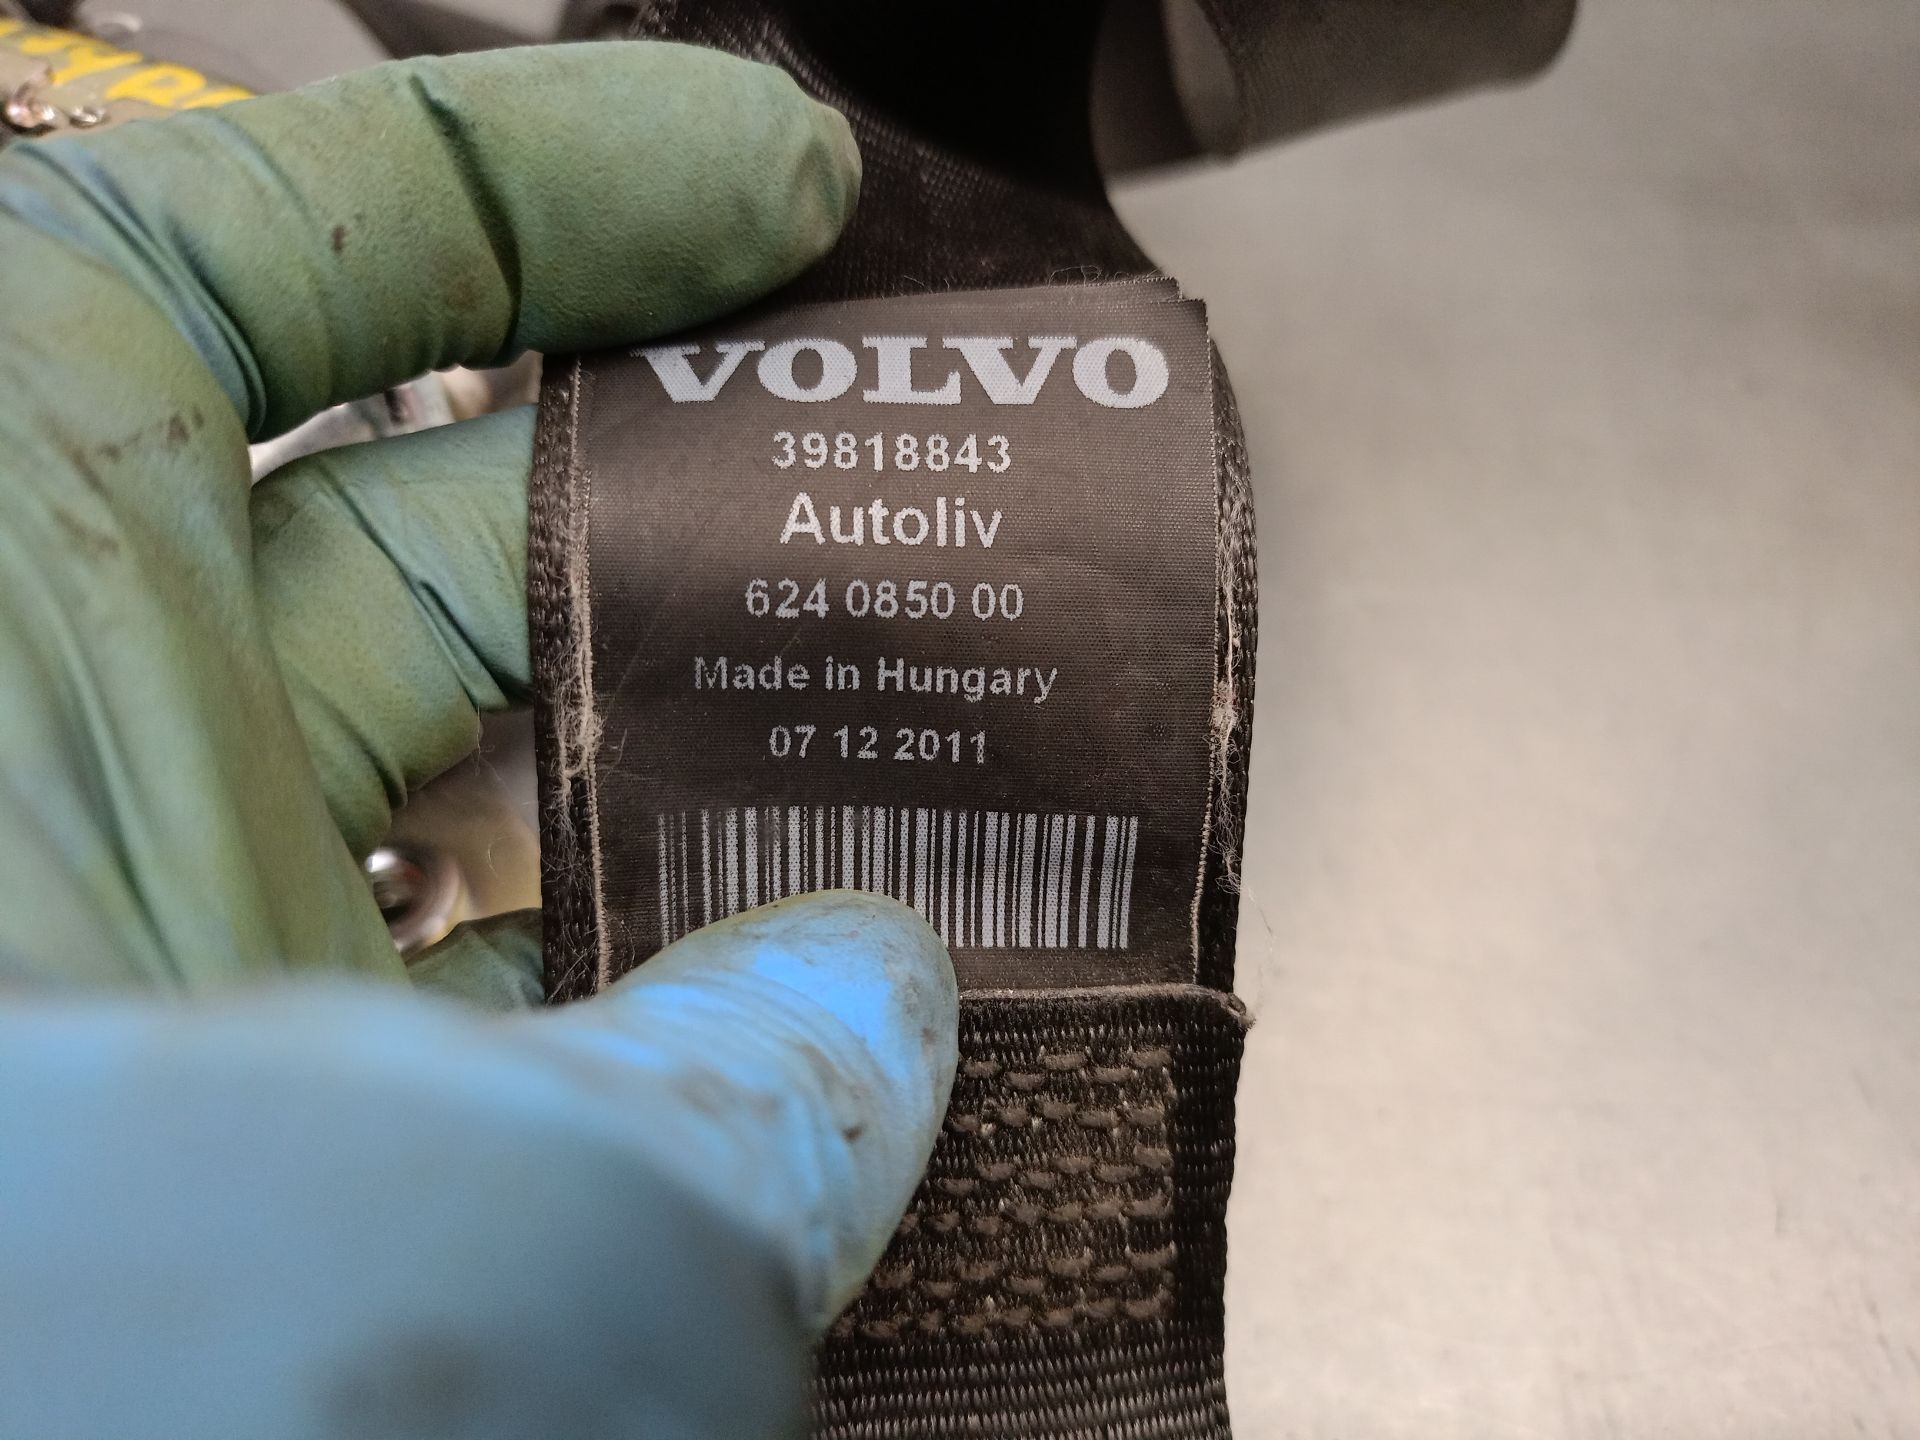 VOLVO
39818843
Autoliv
624 0850 00
Made in Hungary
07 12 2011